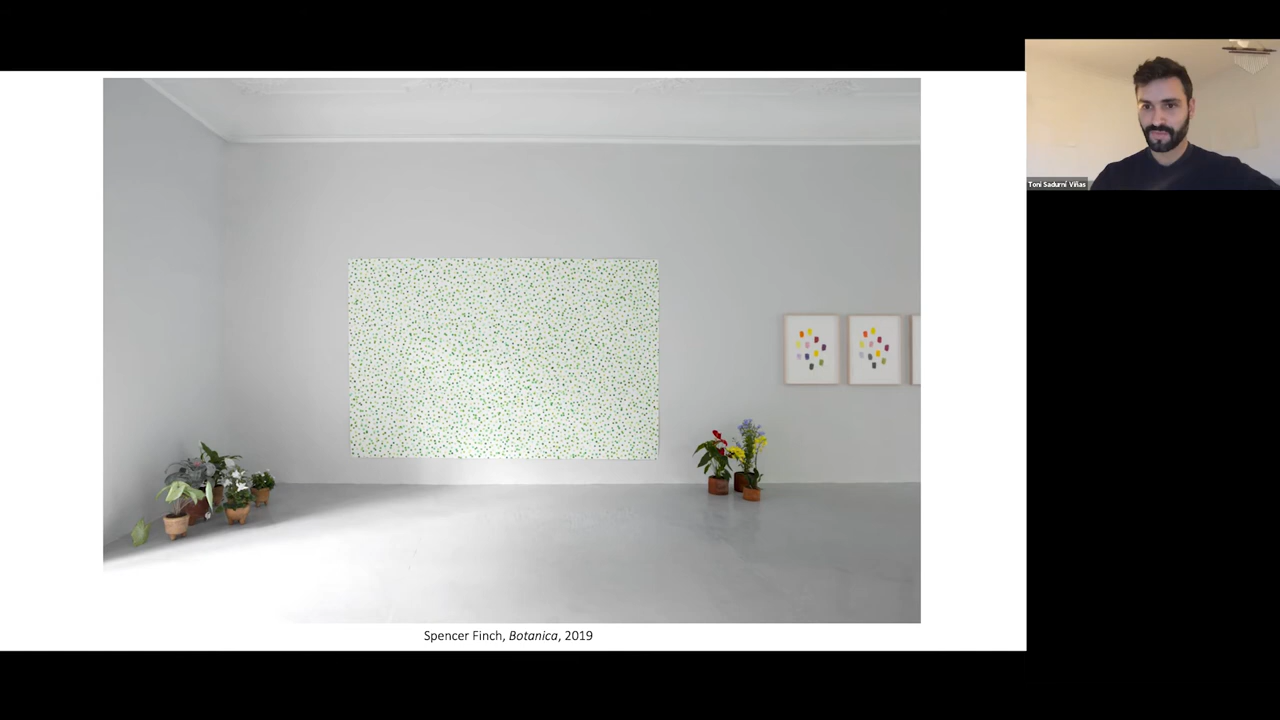 Toni Sadurní Viñas
Spencer Finch, Botanica, 2019